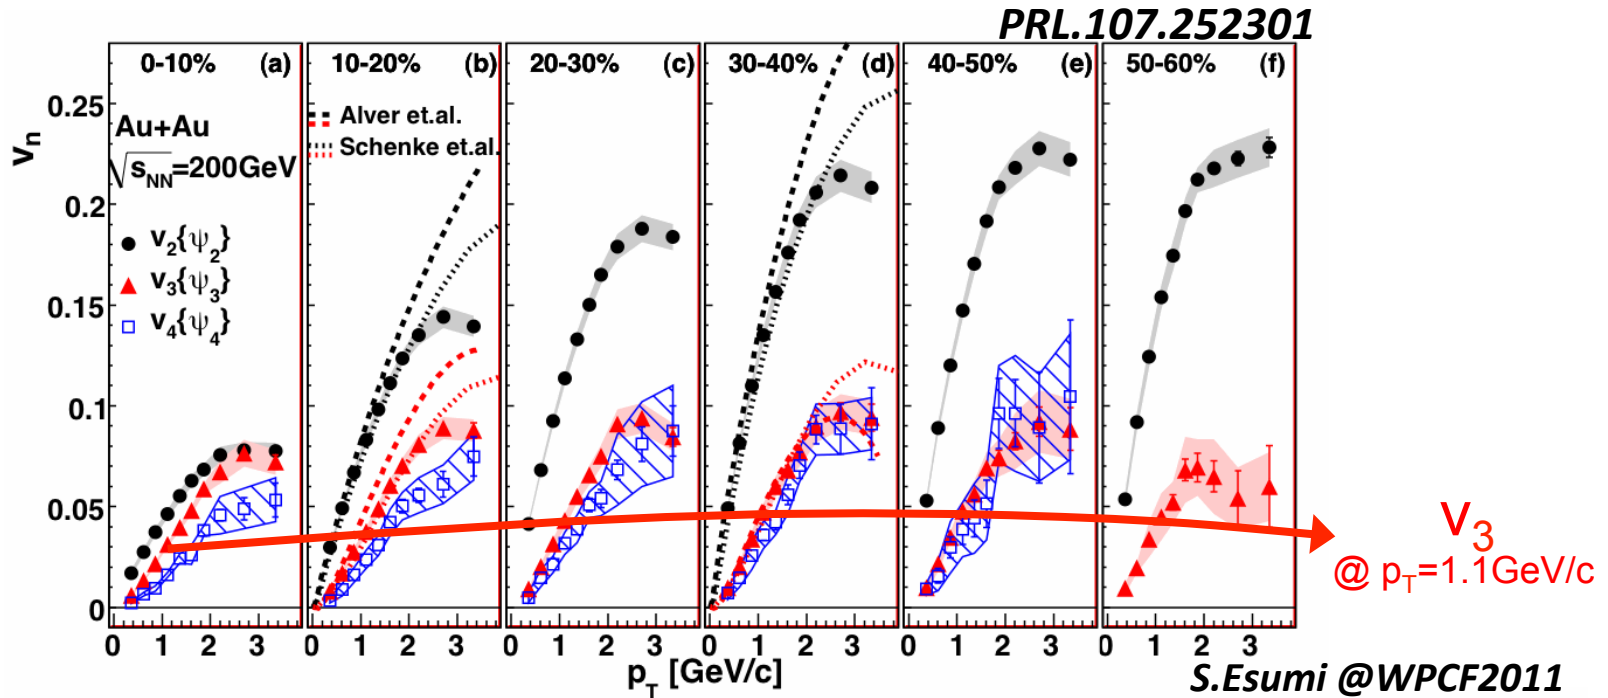 PRL.107.252301
0-10% (a)
10-20% (b)
20-30% (c)
30-40% (d)
40-50% (e)
50-60% (f)
Alver et.al.
Schenke et.al.
Au+Au
√sNN=200GeV
v2{ψ2}
v3{ψ3}
v4{ψ4}
vn
0.25
0.2
0.15
0.1
0.05
0
v3
@ pT=1.1GeV/c
0 1 2 3 0 1 2 3 0 1 2 3 0 1 2 3 0 1 2 3 0 1 2 3
pT [GeV/c]
S.Esumi @WPCF2011